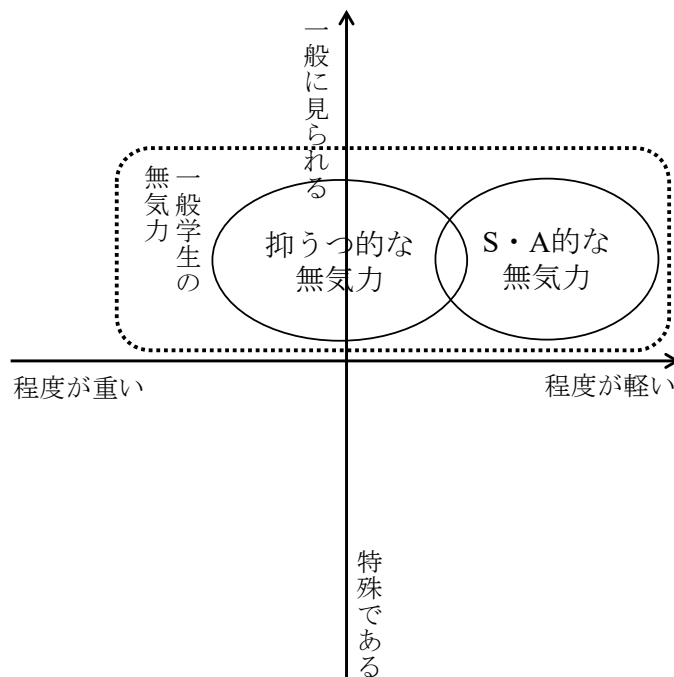 一般に見られる
一般学生の
無気力
抑うつ的な
無気力
S・A的な
無気力
程度が重い
程度が軽い
特殊である